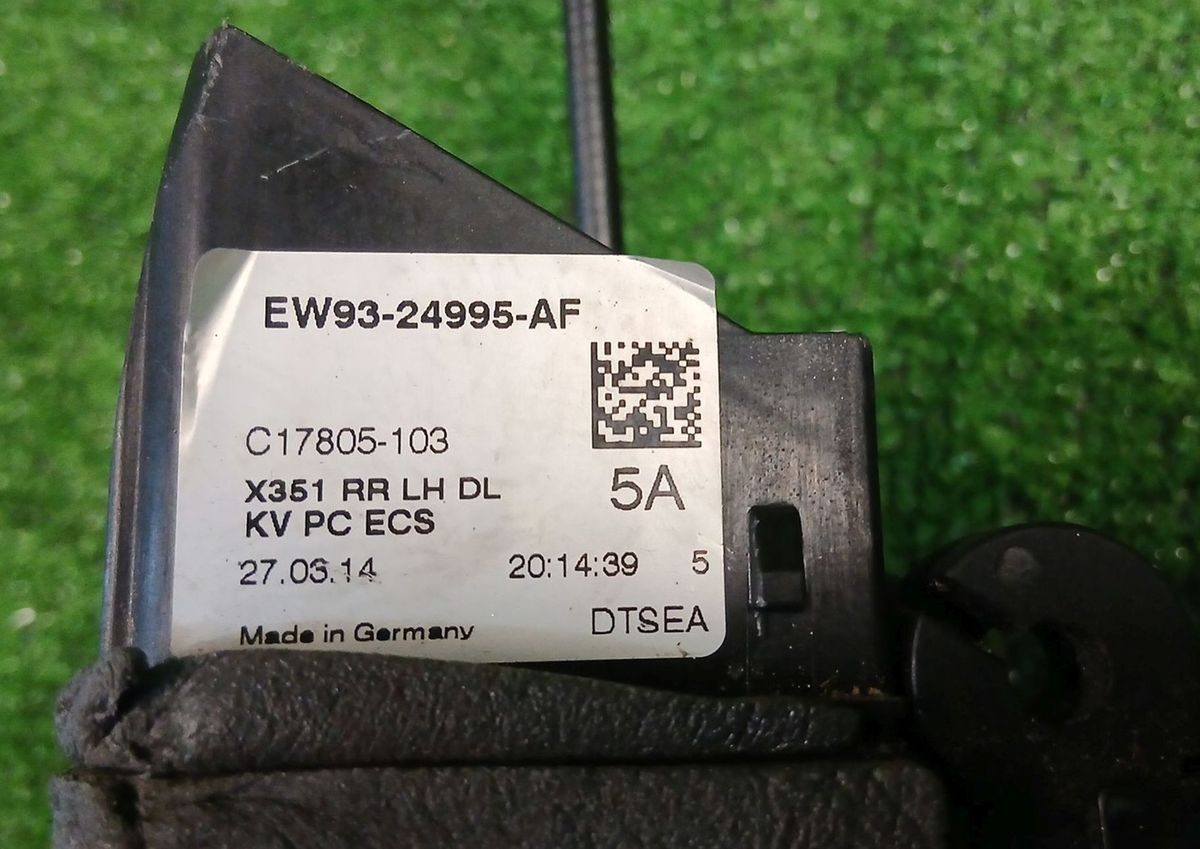 EW93-24995-AF
C17805-103
5A
X351 RR LH DL
KV PC ECS
27.03.14 20:14:39 5
DTSEA
Made in Germany